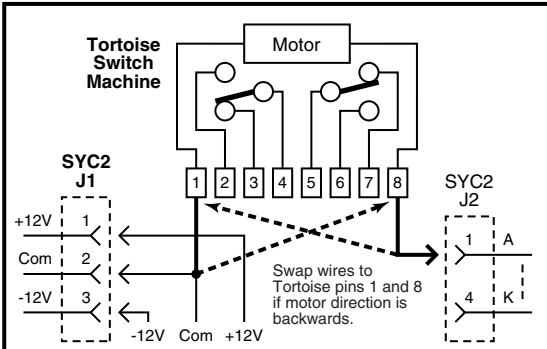 Tortoise
Switch
Machine
Motor
1 2 3 4 5 6 7 8
SYC2
J1
+12V 1
Com 2
-12V 3
-12V Com +12V
Swap wires to
Tortoise pins 1 and 8
if motor direction is
backwards.
SYC2
J2
1 A
4 K